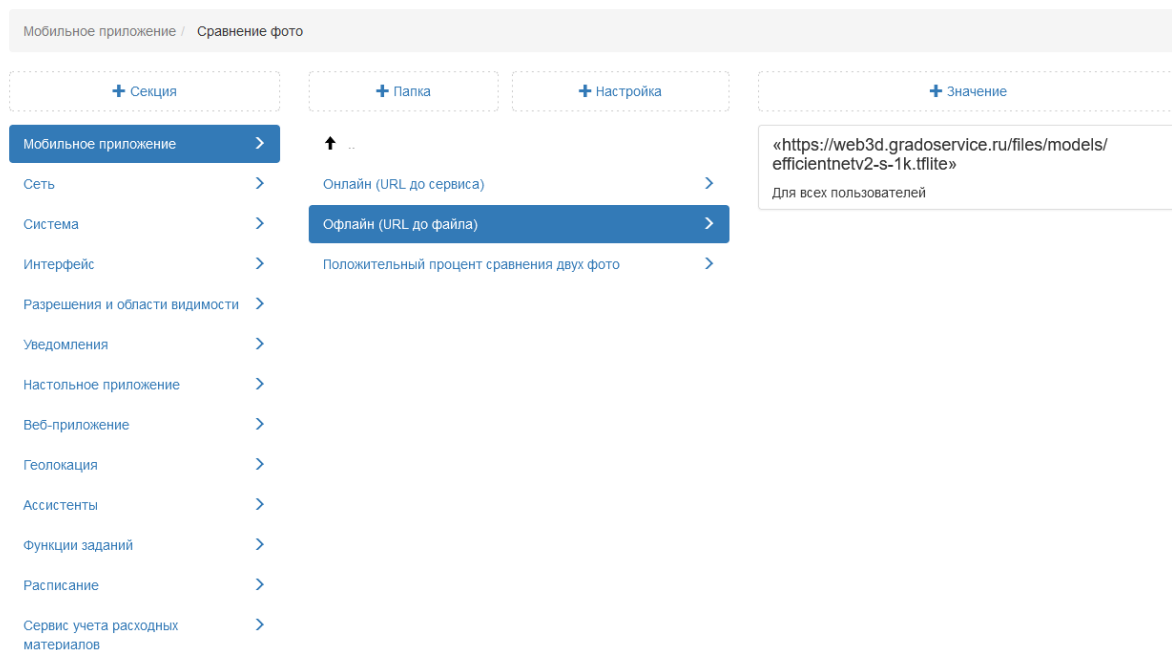 Мобильное приложение / Сравнение фото
+ Секция
+ Папка
+ Настройка
+ Значение
Мобильное приложение
Сеть
Система
Интерфейс
Разрешения и области видимости
Уведомления
Настольное приложение
Веб-приложение
Геолокация
Ассистенты
Функции заданий
Расписание
Сервис учета расходных
материалов
..
Онлайн (URL до сервиса)
Офлайн (URL до файла)
Положительный процент сравнения двух фото
«https://web3d.gradoservice.ru/files/models/
efficientnetv2-s-1k.tflite»
Для всех пользователей